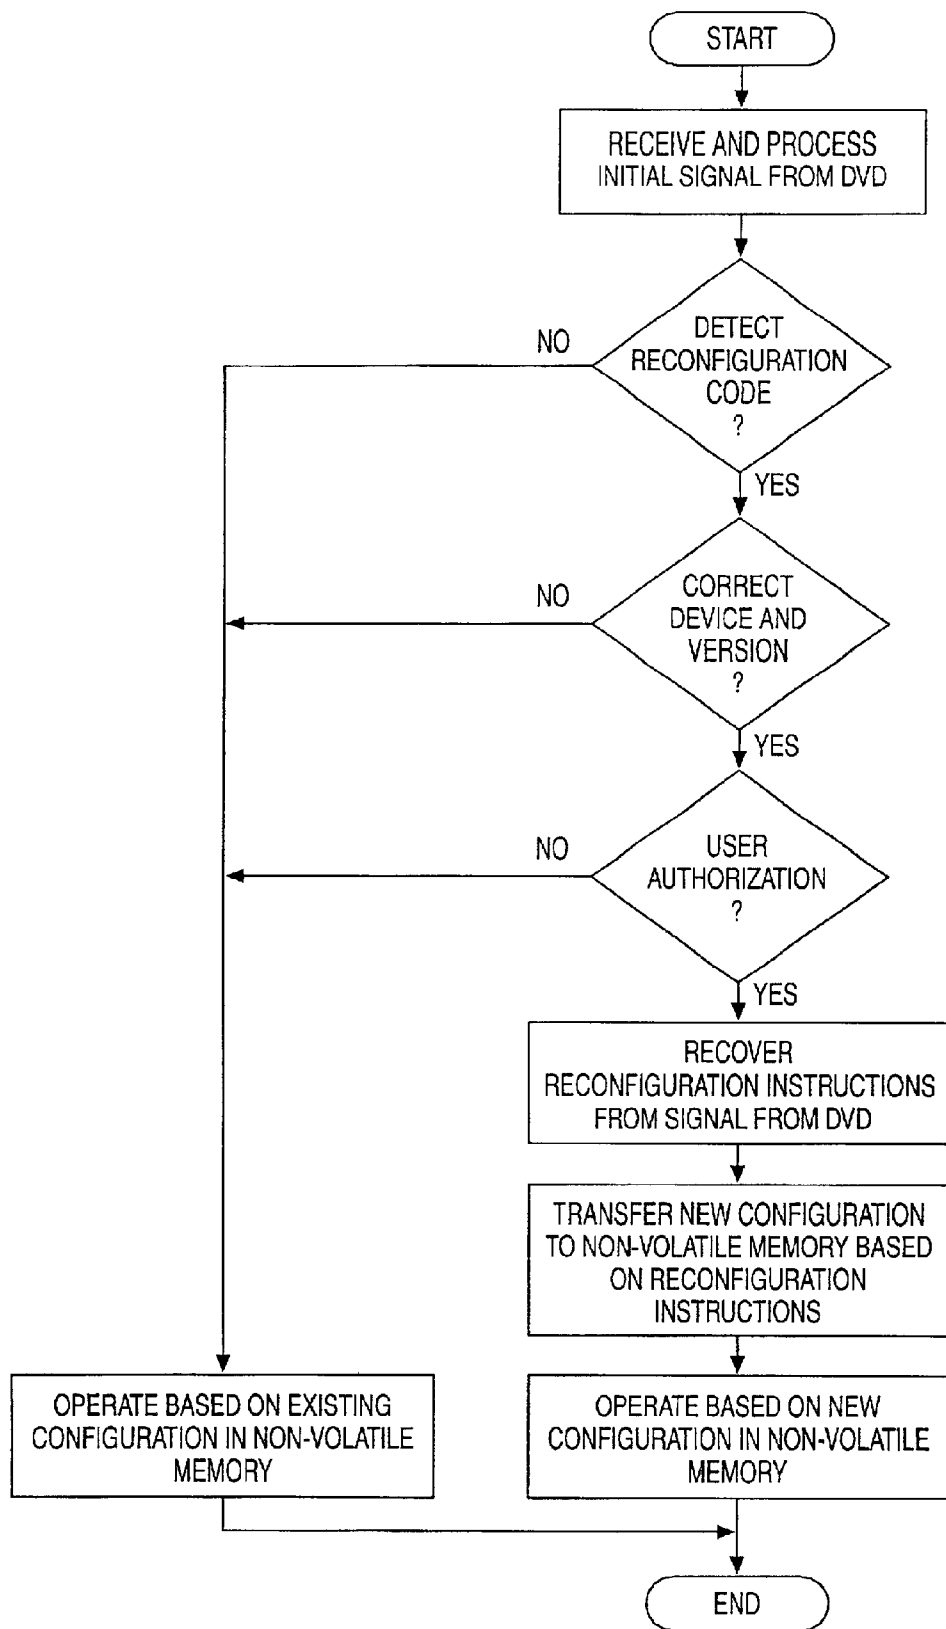 START
RECEIVE AND PROCESS
INITIAL SIGNAL FROM DVD
DETECT
RECONFIGURATION
CODE
?
NO
YES
CORRECT
DEVICE AND
VERSION
?
NO
YES
USER
AUTHORIZATION
?
NO
YES
RECOVER
RECONFIGURATION INSTRUCTIONS
FROM SIGNAL FROM DVD
TRANSFER NEW CONFIGURATION
TO NON-VOLATILE MEMORY BASED
ON RECONFIGURATION
INSTRUCTIONS
OPERATE BASED ON EXISTING
CONFIGURATION IN NON-VOLATILE
MEMORY
OPERATE BASED ON NEW
CONFIGURATION IN NON-VOLATILE
MEMORY
END